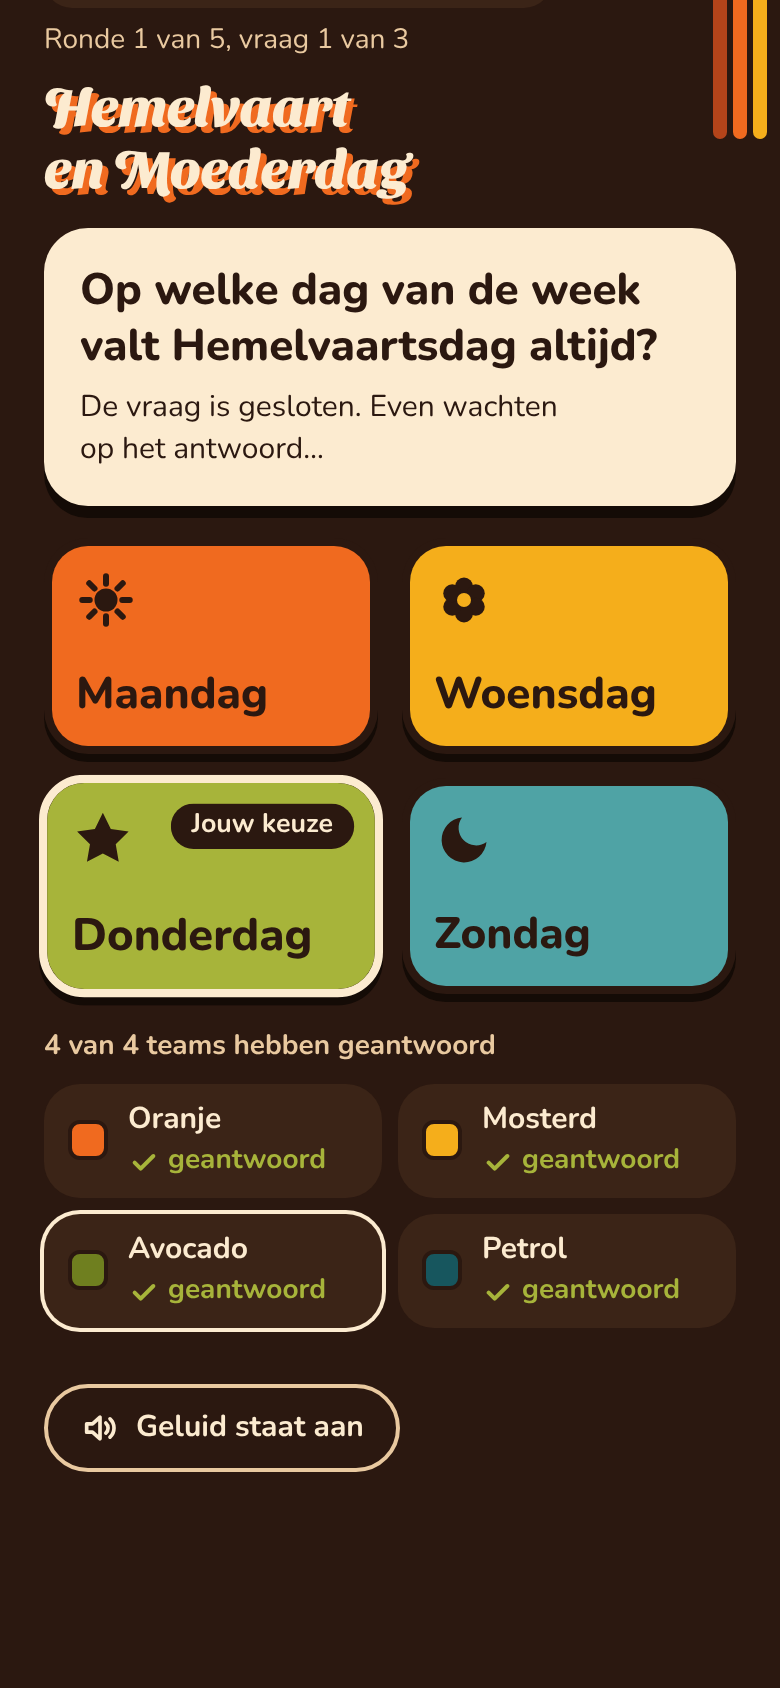 Ronde 1 van 5, vraag 1 van 3
Hemelvaart
en Moederdag
Op welke dag van de week
valt Hemelvaartsdag altijd?
De vraag is gesloten. Even wachten
op het antwoord...
Maandag
Woensdag
Jouw keuze
Donderdag
Zondag
4 van 4 teams hebben geantwoord
Oranje
geantwoord
Mosterd
geantwoord
Avocado
geantwoord
Petrol
geantwoord
Geluid staat aan